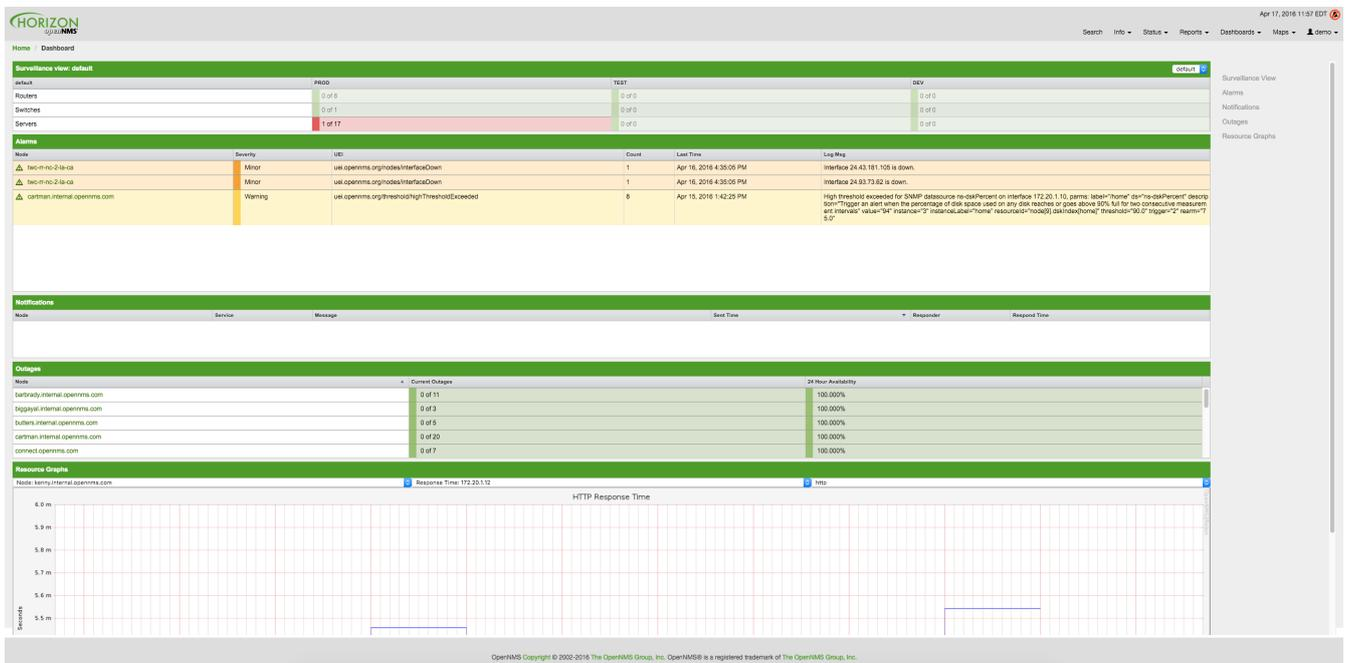 HORIZON
openNMS
Apr 17, 2016 11:57 EDT
Search Info Status Reports Dashboards Maps demo
Home / Dashboard
Surveillance view: default default
default PROD TEST DEV
Routers 0 of 6 0 of 0 0 of 0
Switches 0 of 1 0 of 0 0 of 0
Servers 1 of 17 0 of 0 0 of 0
Surveillance View
Alarms
Notifications
Outages
Resource Graphs
Alarms
Node Severity UEI Count Last Time Log Msg
twc-rr-nc-2-la-ca Minor uei.opennms.org/nodes/interfaceDown 1 Apr 16, 2016 4:35:05 PM Interface 24.43.181.105 is down.
twc-rr-nc-2-la-ca Minor uei.opennms.org/nodes/interfaceDown 1 Apr 16, 2016 4:35:05 PM Interface 24.93.73.62 is down.
cartman.internal.opennms.com Warning uei.opennms.org/threshold/highThresholdExceeded 8 Apr 15, 2016 1:42:25 PM High threshold exceeded for SNMP datasource ns-dskPercent on interface 172.20.1.10, parms: label="/home" ds="ns-dskPercent" descrip
tion="Trigger an alert when the percentage of disk space used on any disk reaches or goes above 90% full for two consecutive measurem
ent intervals" value="94" instance="3" instanceLabel="home" resourceId="node[9].dskIndex[home]" threshold="90.0" trigger="2" rearm="7
5.0"
Notifications
Node Service Message Sent Time Responder Respond Time
Outages
Node Current Outages 24 Hour Availability
barbrady.internal.opennms.com 0 of 11 100.000%
biggayal.internal.opennms.com 0 of 3 100.000%
butters.internal.opennms.com 0 of 5 100.000%
cartman.internal.opennms.com 0 of 20 100.000%
connect.opennms.com 0 of 7 100.000%
Resource Graphs
Node: kenny.internal.opennms.com Response Time: 172.20.1.12 http
HTTP Response Time
6.0 m
5.9 m
5.8 m
5.7 m
5.6 m
5.5 m
Seconds
OpenNMS Copyright © 2002-2016 The OpenNMS Group, Inc. OpenNMS® is a registered trademark of The OpenNMS Group, Inc.